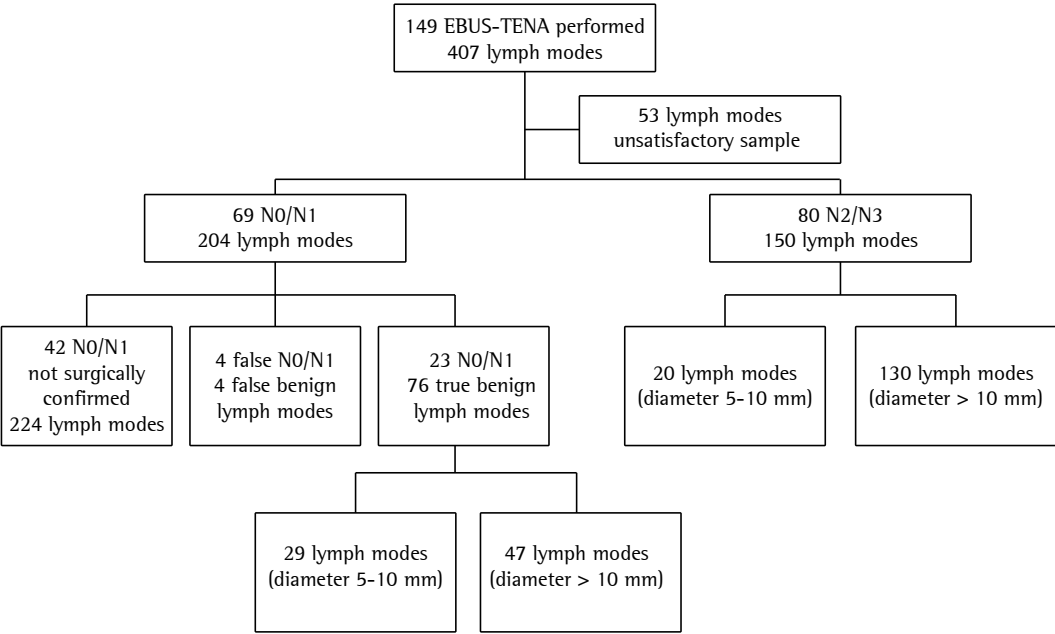 149 EBUS-TENA performed
407 lymph modes
53 lymph modes
unsatisfactory sample
69 N0/N1
204 lymph modes
80 N2/N3
150 lymph modes
42 N0/N1
not surgically
confirmed
224 lymph modes
4 false N0/N1
4 false benign
lymph modes
23 N0/N1
76 true benign
lymph modes
20 lymph modes
(diameter 5-10 mm)
130 lymph modes
(diameter > 10 mm)
29 lymph modes
(diameter 5-10 mm)
47 lymph modes
(diameter > 10 mm)